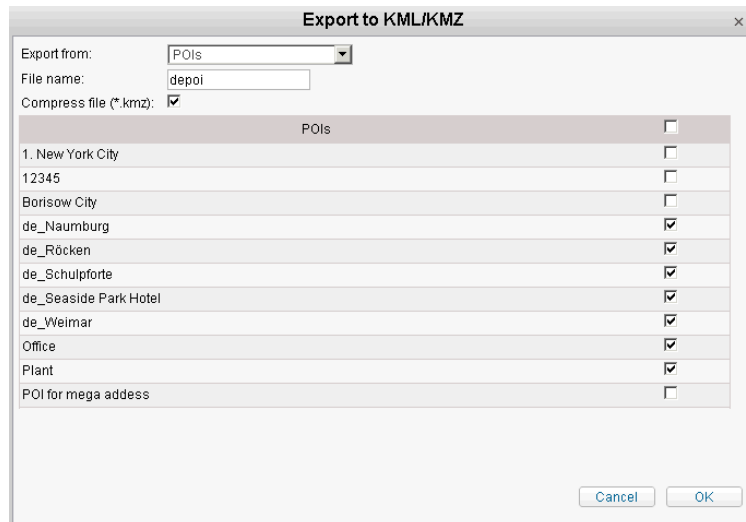 Export to KML/KMZ
Export from: POIs
File name: depoi
Compress file (*.kmz):
POIs
1. New York City
12345
Borisow City
de_Naumburg
de_Röcken
de_Schulpforte
de_Seaside Park Hotel
de_Weimar
Office
Plant
POI for mega addess
Cancel OK